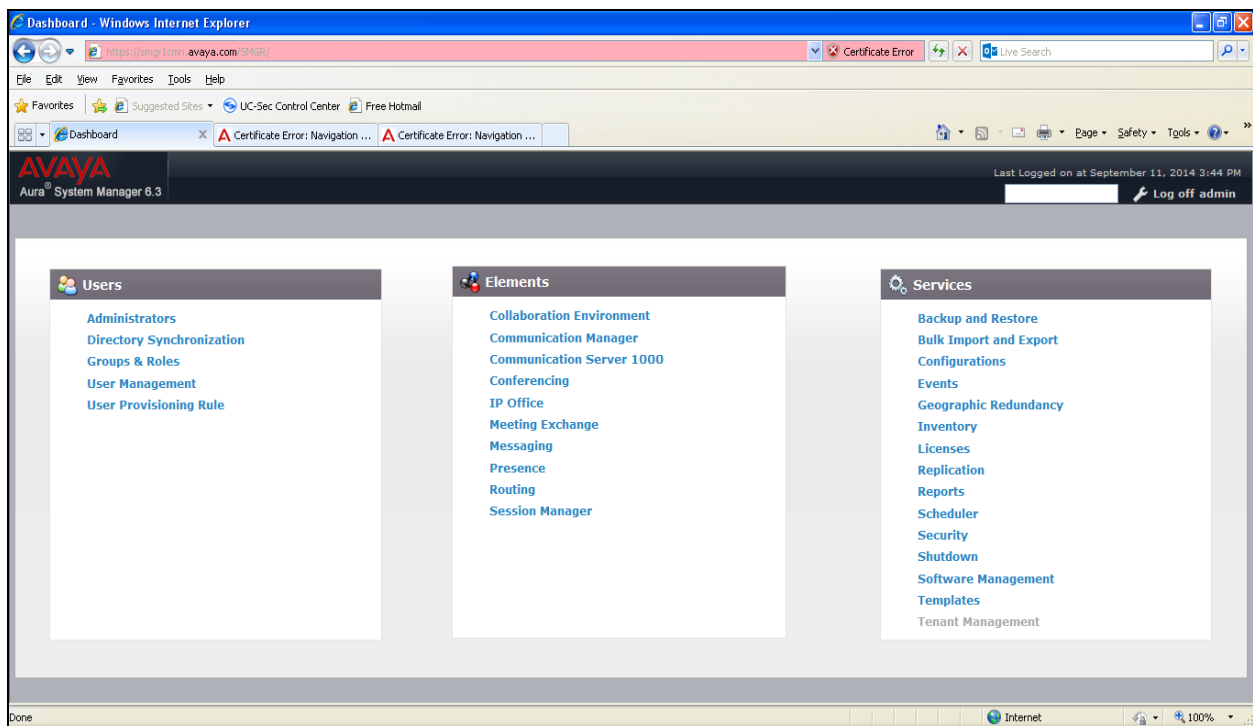 Dashboard - Windows Internet Explorer
https://smgr1cmn.avaya.com/SMGR/
Certificate Error
Live Search
File Edit View Favorites Tools Help
Favorites Suggested Sites UC-Sec Control Center Free Hotmail
Dashboard X Certificate Error: Navigation ... Certificate Error: Navigation ... Page Safety Tools »
AVAYA
Aura® System Manager 6.3
Last Logged on at September 11, 2014 3:44 PM
Log off admin
Users
Administrators
Directory Synchronization
Groups & Roles
User Management
User Provisioning Rule
Elements
Collaboration Environment
Communication Manager
Communication Server 1000
Conferencing
IP Office
Meeting Exchange
Messaging
Presence
Routing
Session Manager
Services
Backup and Restore
Bulk Import and Export
Configurations
Events
Geographic Redundancy
Inventory
Licenses
Replication
Reports
Scheduler
Security
Shutdown
Software Management
Templates
Tenant Management
Done Internet 100%